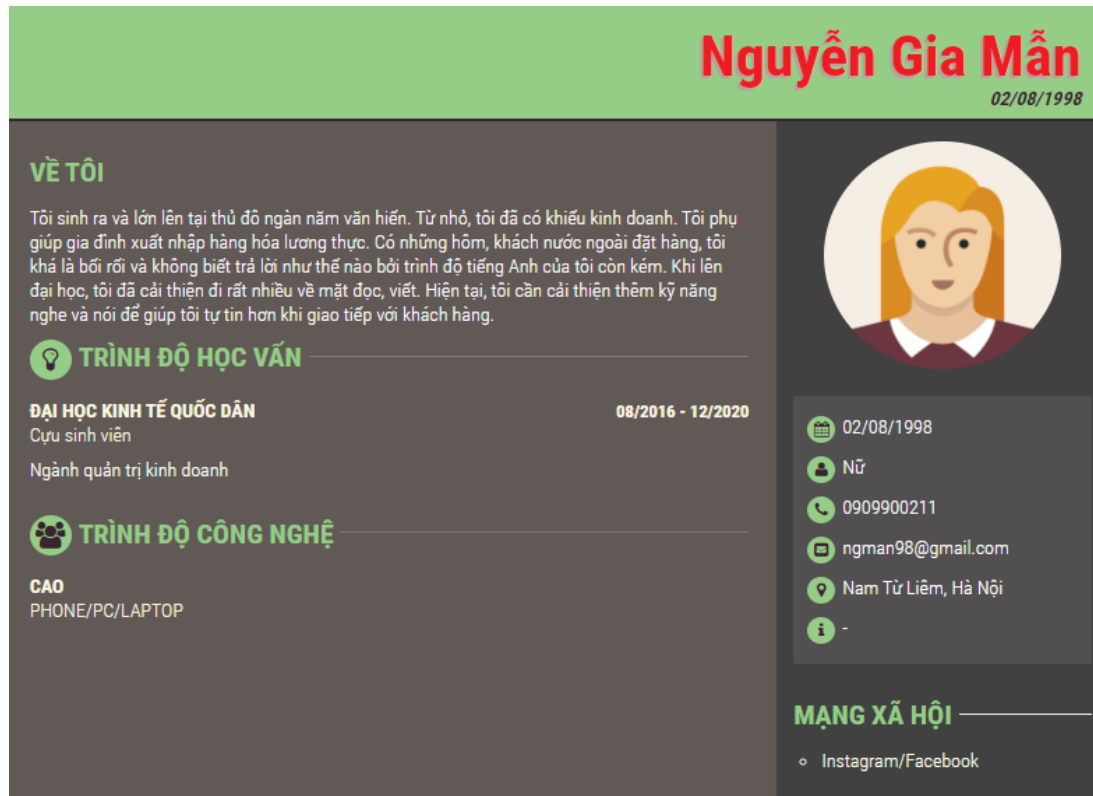 Nguyễn Gia Mẫn
02/08/1998
VỀ TÔI
Tôi sinh ra và lớn lên tại thủ đô ngàn năm văn hiến. Từ nhỏ, tôi đã có khiếu kinh doanh. Tôi phụ
giúp gia đình xuất nhập hàng hóa lương thực. Có những hôm, khách nước ngoài đặt hàng, tôi
khá là bối rối và không biết trả lời như thế nào bởi trình độ tiếng Anh của tôi còn kém. Khi lên
đại học, tôi đã cải thiện đi rất nhiều về mặt đọc, viết. Hiện tại, tôi cần cải thiện thêm kỹ năng
nghe và nói để giúp tôi tự tin hơn khi giao tiếp với khách hàng.
TRÌNH ĐỘ HỌC VẤN
ĐẠI HỌC KINH TẾ QUỐC DÂN 08/2016 - 12/2020
Cựu sinh viên
Ngành quản trị kinh doanh
TRÌNH ĐỘ CÔNG NGHỆ
CAO
PHONE/PC/LAPTOP
02/08/1998
Nữ
0909900211
ngman98@gmail.com
Nam Từ Liêm, Hà Nội
-
MẠNG XÃ HỘI
Instagram/Facebook